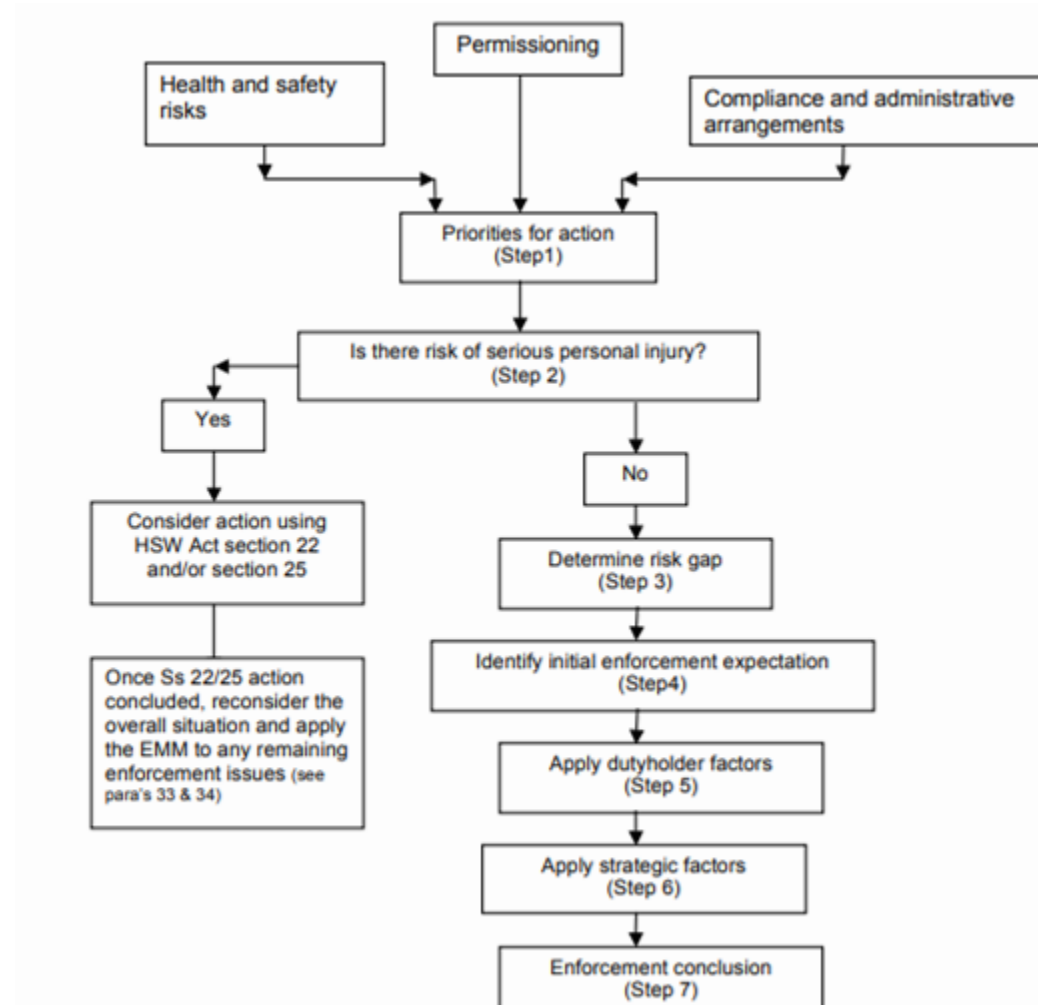 Permissioning
Health and safety
risks
Compliance and administrative
arrangements
Priorities for action
(Step1)
Is there risk of serious personal injury?
(Step 2)
Yes
No
Consider action using
HSW Act section 22
and/or section 25
Determine risk gap
(Step 3)
Identify initial enforcement expectation
(Step4)
Once Ss 22/25 action
concluded, reconsider the
overall situation and apply
the EMM to any remaining
enforcement issues (see
para's 33 & 34)
Apply dutyholder factors
(Step 5)
Apply strategic factors
(Step 6)
Enforcement conclusion
(Step 7)